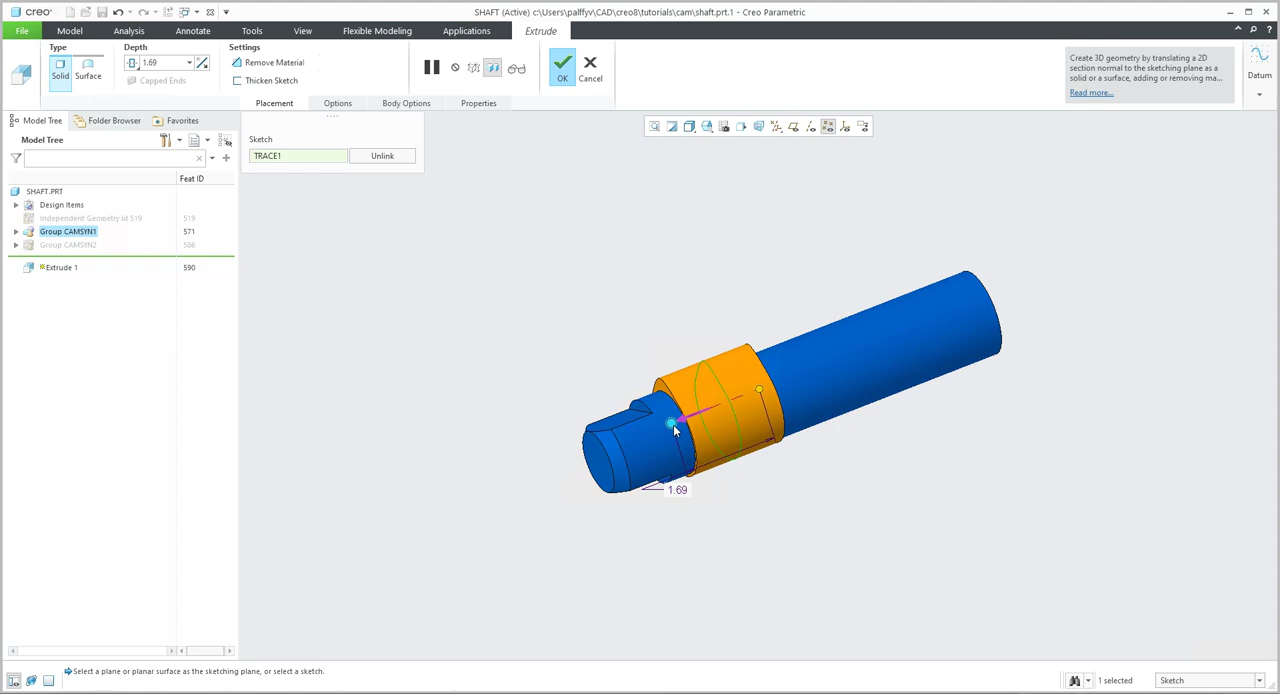 creo
SHAFT (Active) c:\Users\palffyv\CAD\creo8\tutorials\cam\shaft.prt.1 - Creo Parametric
File Model Analysis Annotate Tools View Flexible Modeling Applications Extrude
Type Depth Settings
Solid Surface 1.69 Remove Material
Capped Ends Thicken Sketch
OK Cancel
Create 3D geometry by translating a 2D
section normal to the sketching plane as a
solid or a surface, adding or removing ma...
Read more...
Datum
Placement Options Body Options Properties
Model Tree Folder Browser Favorites
Model Tree
Feat ID
SHAFT.PRT
Design Items
Independent Geometry id 519 519
Group CAMSYN1 571
Group CAMSYN2 586
Extrude 1 590
Sketch
TRACE1 Unlink
1.69
Select a plane or planar surface as the sketching plane, or select a sketch.
1 selected Sketch